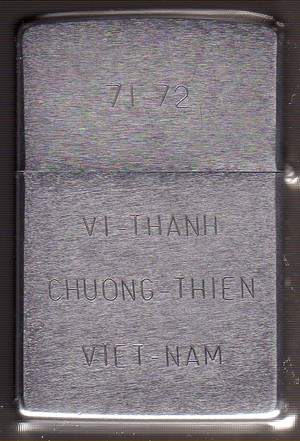 71-72
VI-THANH
CHUONG-THIEN
VIET-NAM